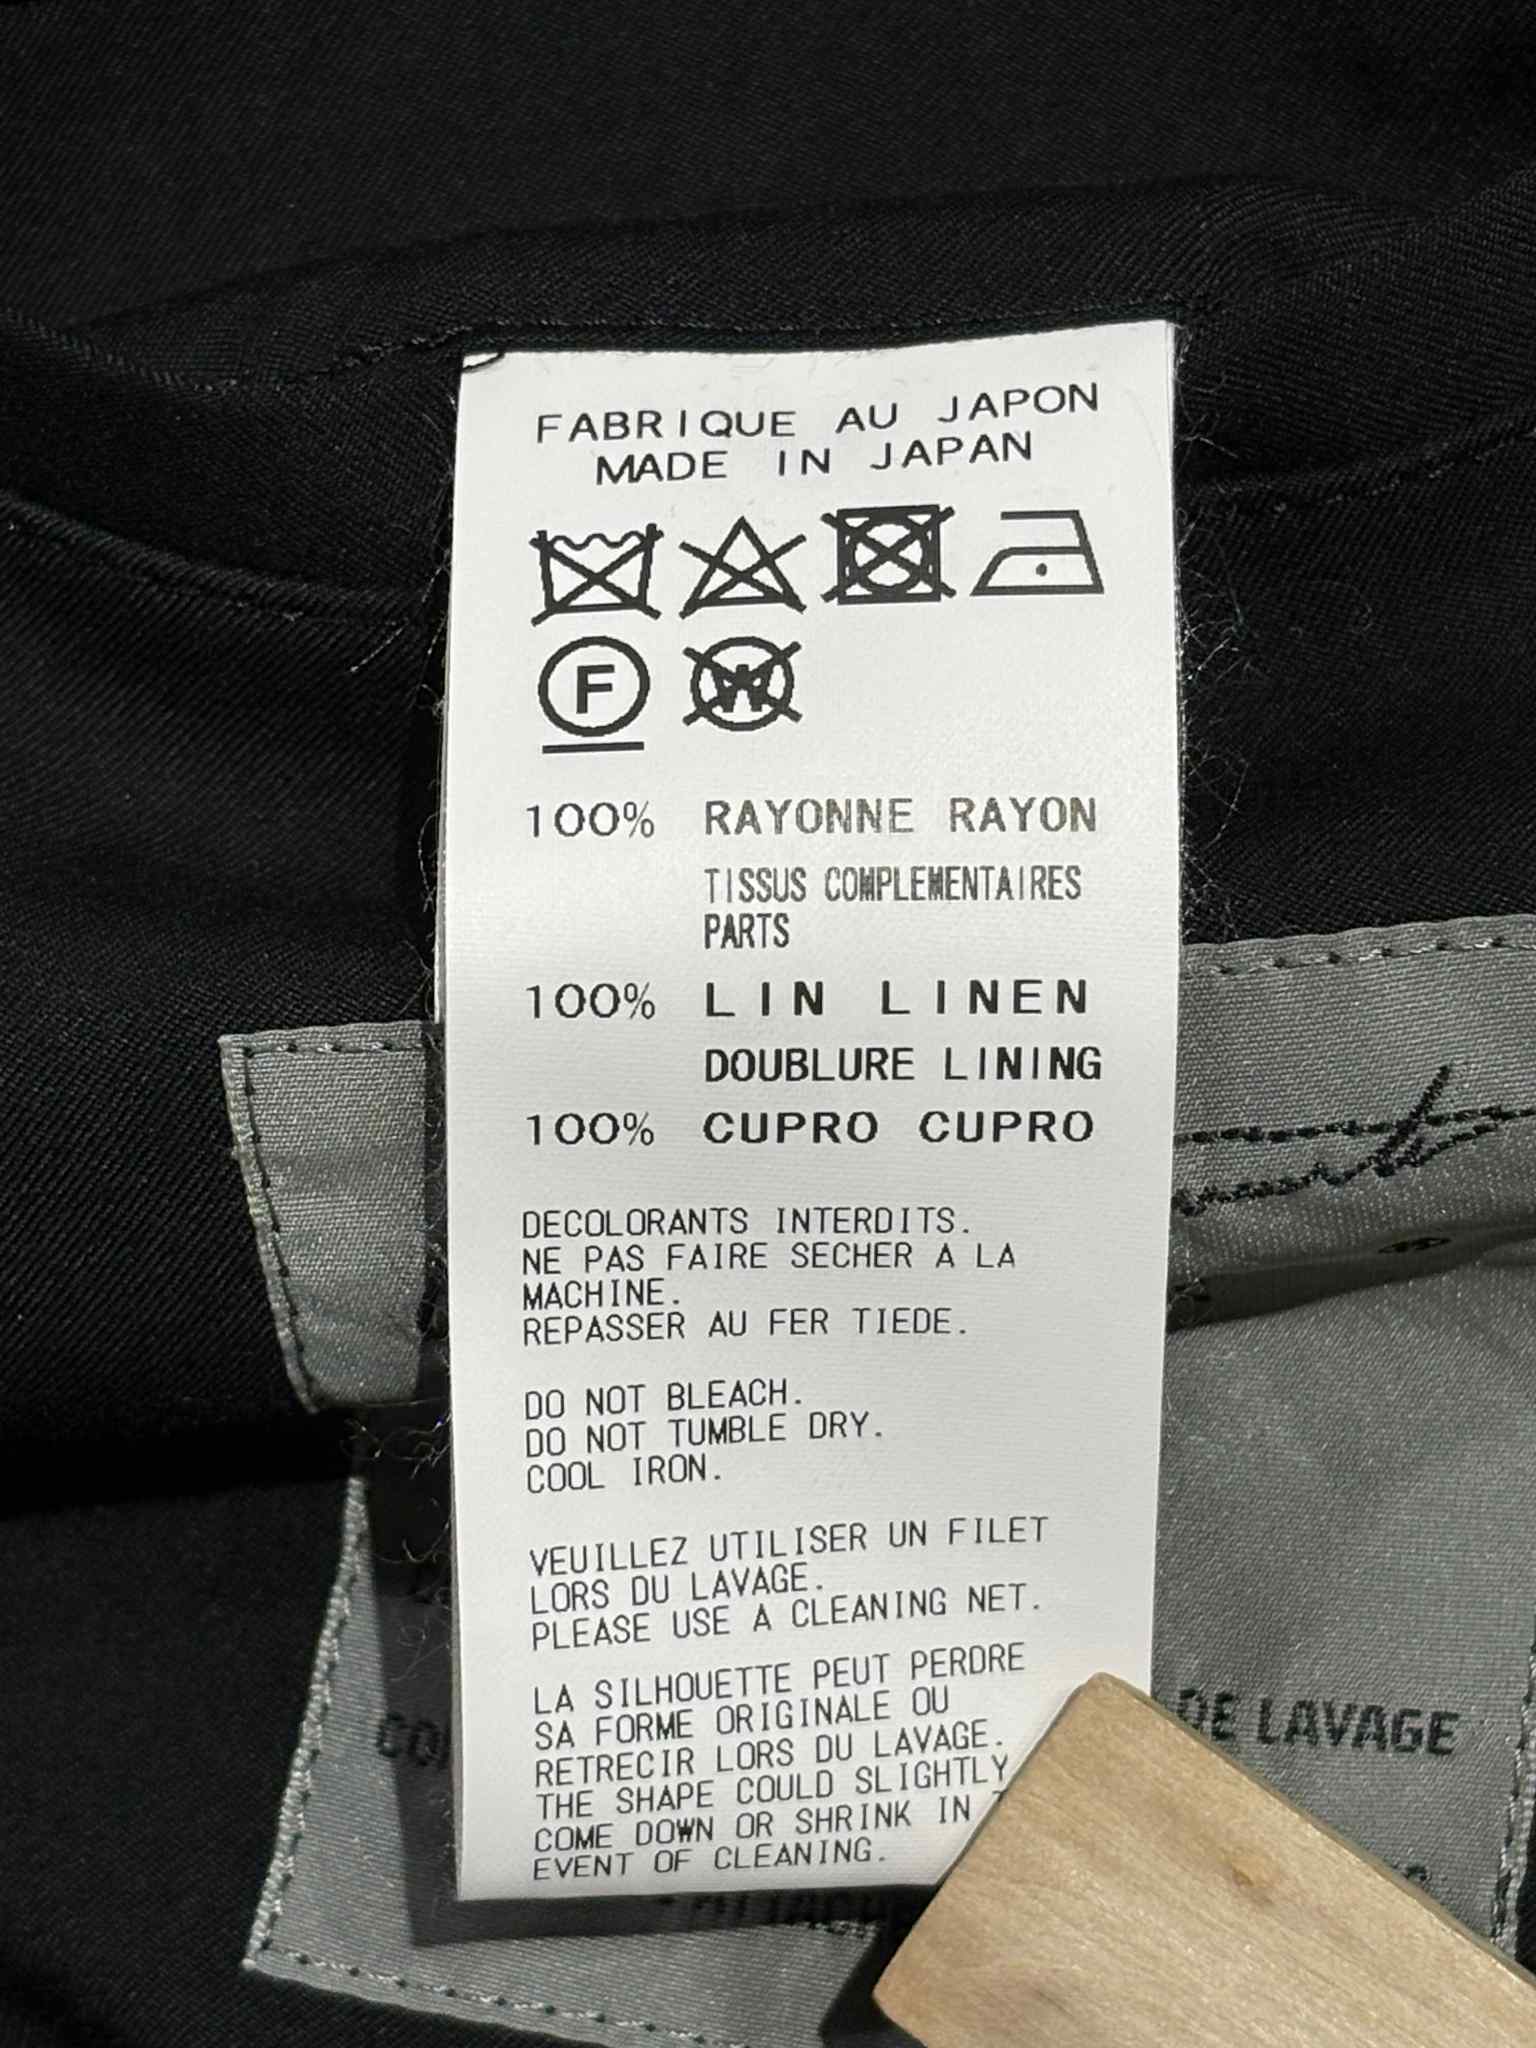 FABRIQUE AU JAPON
MADE IN JAPAN
F
W
100% RAYONNE RAYON
TISSUS COMPLEMENTAIRES
PARTS
100% LIN LINEN
DOUBLURE LINING
100% CUPRO CUPRO
DECOLORANTS INTERDITS.
NE PAS FAIRE SECHER A LA
MACHINE.
REPASSER AU FER TIEDE.
DO NOT BLEACH.
DO NOT TUMBLE DRY.
COOL IRON.
VEUILLEZ UTILISER UN FILET
LORS DU LAVAGE.
PLEASE USE A CLEANING NET.
LA SILHOUETTE PEUT PERDRE
SA FORME ORIGINALE OU
RETRECIR LORS DU LAVAGE.
THE SHAPE COULD SLIGHTLY
COME DOWN OR SHRINK IN
EVENT OF CLEANING.
DE LAVAGE